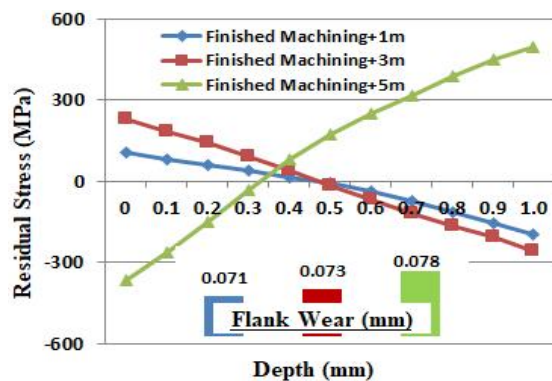 600
Finished Machining+1m
Finished Machining+3m
Finished Machining+5m
300
0
-300
-600
Residual Stress (MPa)
0 0.1 0.2 0.3 0.4 0.5 0.6 0.7 0.8 0.9 1.0
0.071 0.073 0.078
Flank Wear (mm)
Depth (mm)